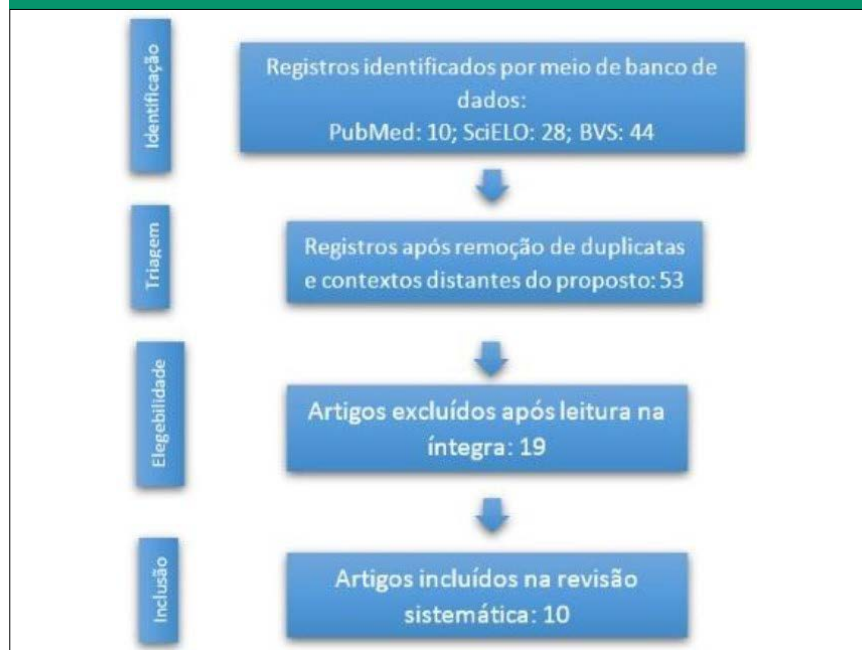 Identificação
Registros identificados por meio de banco de
dados:
PubMed: 10; SciELO: 28; BVS: 44
Triagem
Registros após remoção de duplicatas
e contextos distantes do proposto: 53
Elegebilidade
Artigos excluídos após leitura na
íntegra: 19
Inclusão
Artigos incluídos na revisão
sistemática: 10